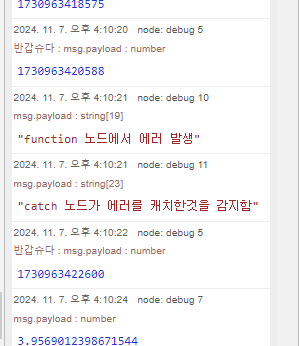 1730963418575
2024. 11. 7. 오후 4:10:20 node: debug 5
반갑슈다 : msg.payload : number
1730963420588
2024. 11. 7. 오후 4:10:21 node: debug 10
msg.payload : string[19]
"function 노드에서 에러 발생"
2024. 11. 7. 오후 4:10:21 node: debug 11
msg.payload : string[23]
"catch 노드가 에러를 캐치한것을 감지함"
2024. 11. 7. 오후 4:10:22 node: debug 5
반갑슈다 : msg.payload : number
1730963422600
2024. 11. 7. 오후 4:10:24 node: debug 7
msg.payload : number
3.9569012398671544